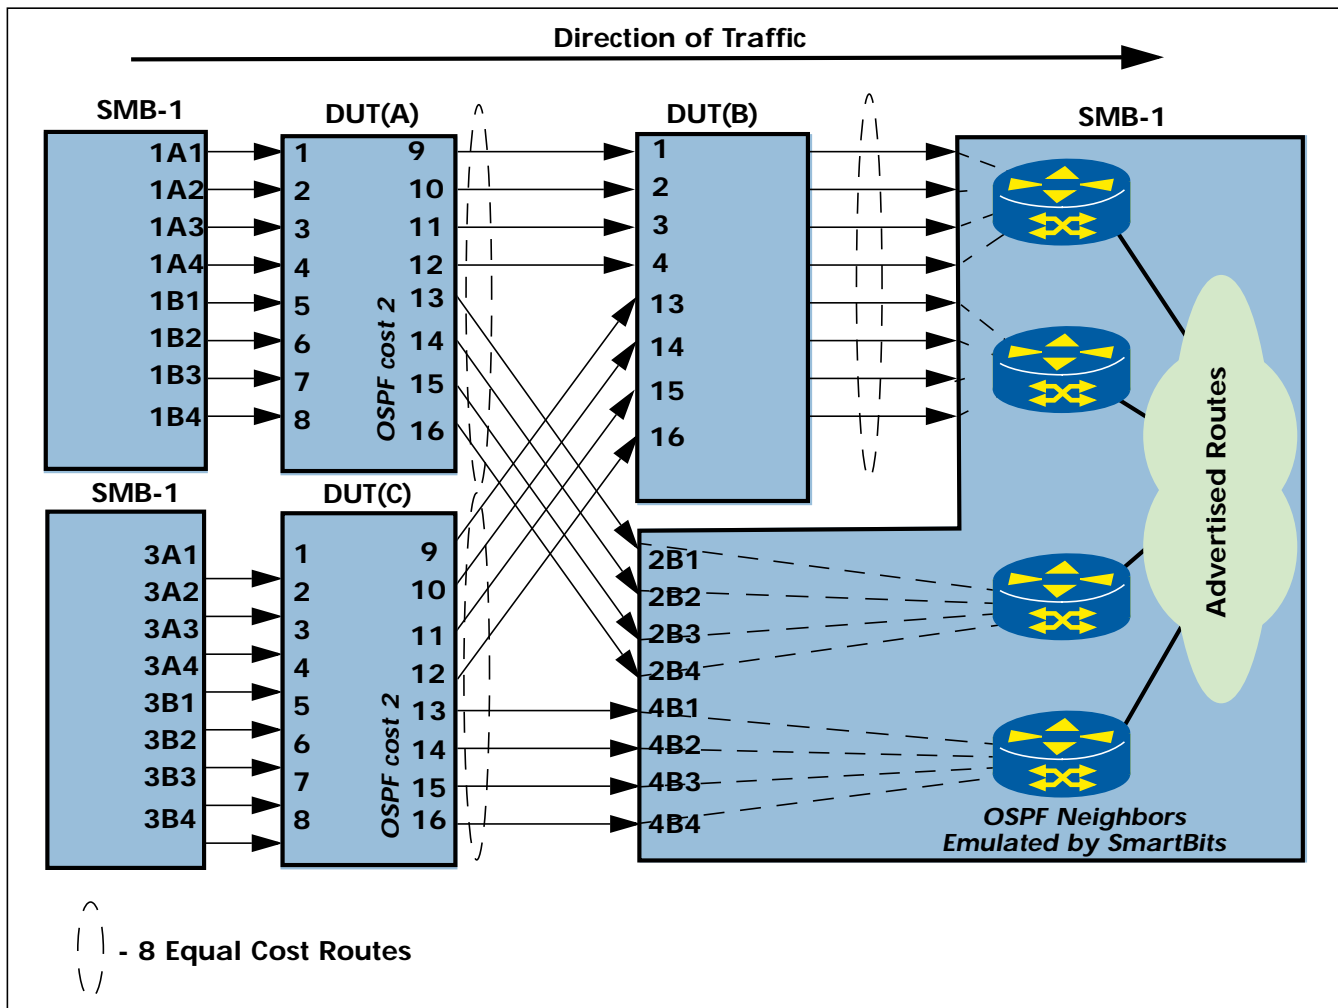 Direction of Traffic
SMB-1
DUT(A)
DUT(B)
SMB-1
1A1
1A2
1A3
1A4
1B1
1B2
1B3
1B4
1
2
3
4
5
6
7
8
OSPF cost 2
9
10
11
12
13
14
15
16
1
2
3
4
13
14
15
16
SMB-1
DUT(C)
3A1
3A2
3A3
3A4
3B1
3B2
3B3
3B4
1
2
3
4
5
6
7
8
OSPF cost 2
9
10
11
12
13
14
15
16
2B1
2B2
2B3
2B4
4B1
4B2
4B3
4B4
Advertised Routes
OSPF Neighbors
Emulated by SmartBits
- 8 Equal Cost Routes